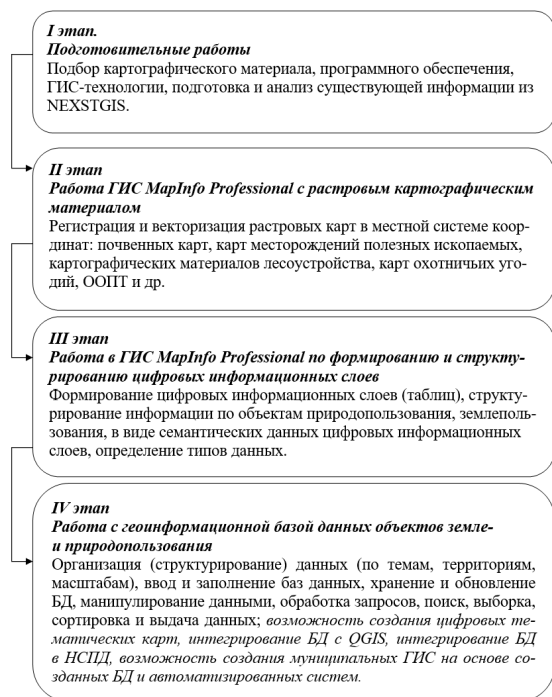 I этап.
Подготовительные работы
Подбор картографического материала, программного обеспечения,
ГИС-технологии, подготовка и анализ существующей информации из
NEXSTGIS.
II этап
Работа ГИС MapInfo Professional с растровым картографическим
материалом
Регистрация и векторизация растровых карт в местной системе коор-
динат: почвенных карт, карт месторождений полезных ископаемых,
картографических материалов лесоустройства, карт охотничьих уго-
дий, ООПТ и др.
III этап
Работа в ГИС MapInfo Professional по формированию и структу-
рированию цифровых информационных слоев
Формирование цифровых информационных слоев (таблиц), структу-
рирование информации по объектам природопользования, землеполь-
зования, в виде семантических данных цифровых информационных
слоев, определение типов данных.
IV этап
Работа с геоинформационной базой данных объектов земле-
и природопользования
Организация (структурирование) данных (по темам, территориям,
масштабам), ввод и заполнение баз данных, хранение и обновление
БД, манипулирование данными, обработка запросов, поиск, выборка,
сортировка и выдача данных; возможность создания цифровых те-
матических карт, интегрирование БД с QGIS, интегрирование БД
в НСПД, возможность создания муниципальных ГИС на основе со-
зданных БД и автоматизированных систем.